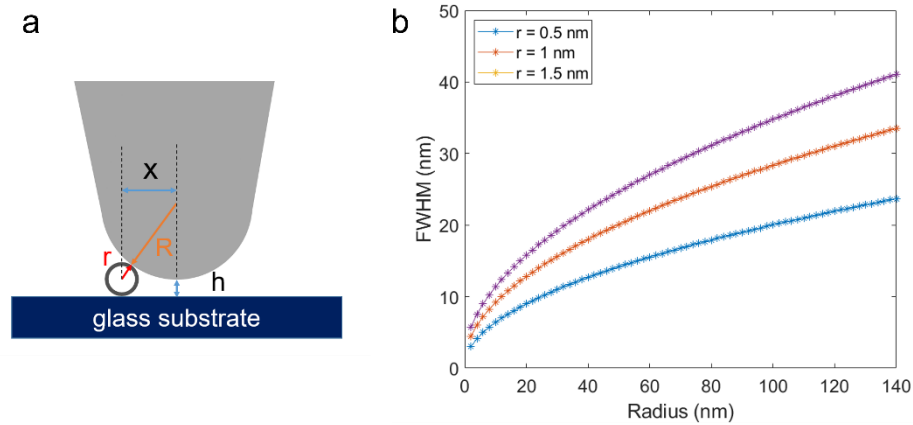 a
x
R
r
h
glass substrate
b
50
40
30
20
10
0
FWHM (nm)
r = 0.5 nm
r = 1 nm
r = 1.5 nm
0 20 40 60 80 100 120 140
Radius (nm)